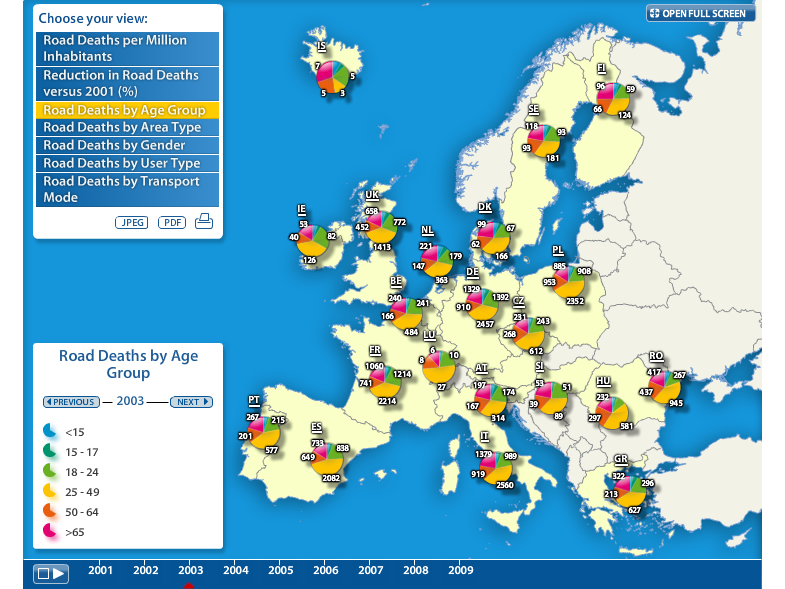 Choose your view:
OPEN FULL SCREEN
Road Deaths per Million
Inhabitants
Reduction in Road Deaths
versus 2001 (%)
Road Deaths by Age Group
Road Deaths by Area Type
Road Deaths by Gender
Road Deaths by User Type
Road Deaths by Transport
Mode
JPEG PDF
IS
7 5
5 3
FI
96 59
66 124
SE
118 93
93 181
UK
658 772
452 1413
IE
53 82
40 126
NL
221 179
147 363
DK
99 67
62 166
PL
885 908
953 2352
DE
1329 1392
910 2457
BE
240 241
166 484
CZ
231 243
268 612
LU
6 10
8 27
FR
1060 1214
741 2214
AT
197 174
167 314
SI
53 51
39 89
HU
232
297 581
RO
417 267
437 945
PT
267 215
201 577
ES
733 838
649 2082
IT
1379 989
919 2560
GR
322 296
213 627
Road Deaths by Age
Group
PREVIOUS — 2003 — NEXT
<15
15 - 17
18 - 24
25 - 49
50 - 64
>65
2001 2002 2003 2004 2005 2006 2007 2008 2009